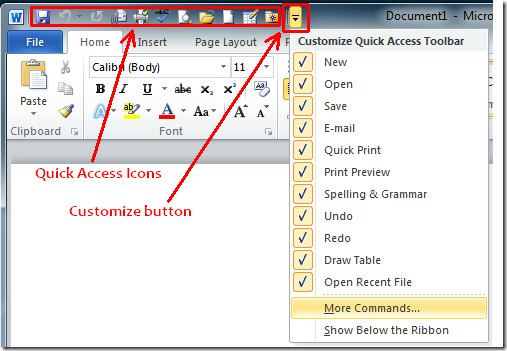 W
Document1 - Micro
File
Home
Insert
Page Layout
Customize Quick Access Toolbar
Calibri (Body)
11
Paste
B I U abc x₂ x²
A ab A Aa A
Clipboard
Font
New
Open
Save
E-mail
Quick Print
Print Preview
Spelling & Grammar
Undo
Redo
Draw Table
Open Recent File
More Commands...
Show Below the Ribbon
Quick Access Icons
Customize button